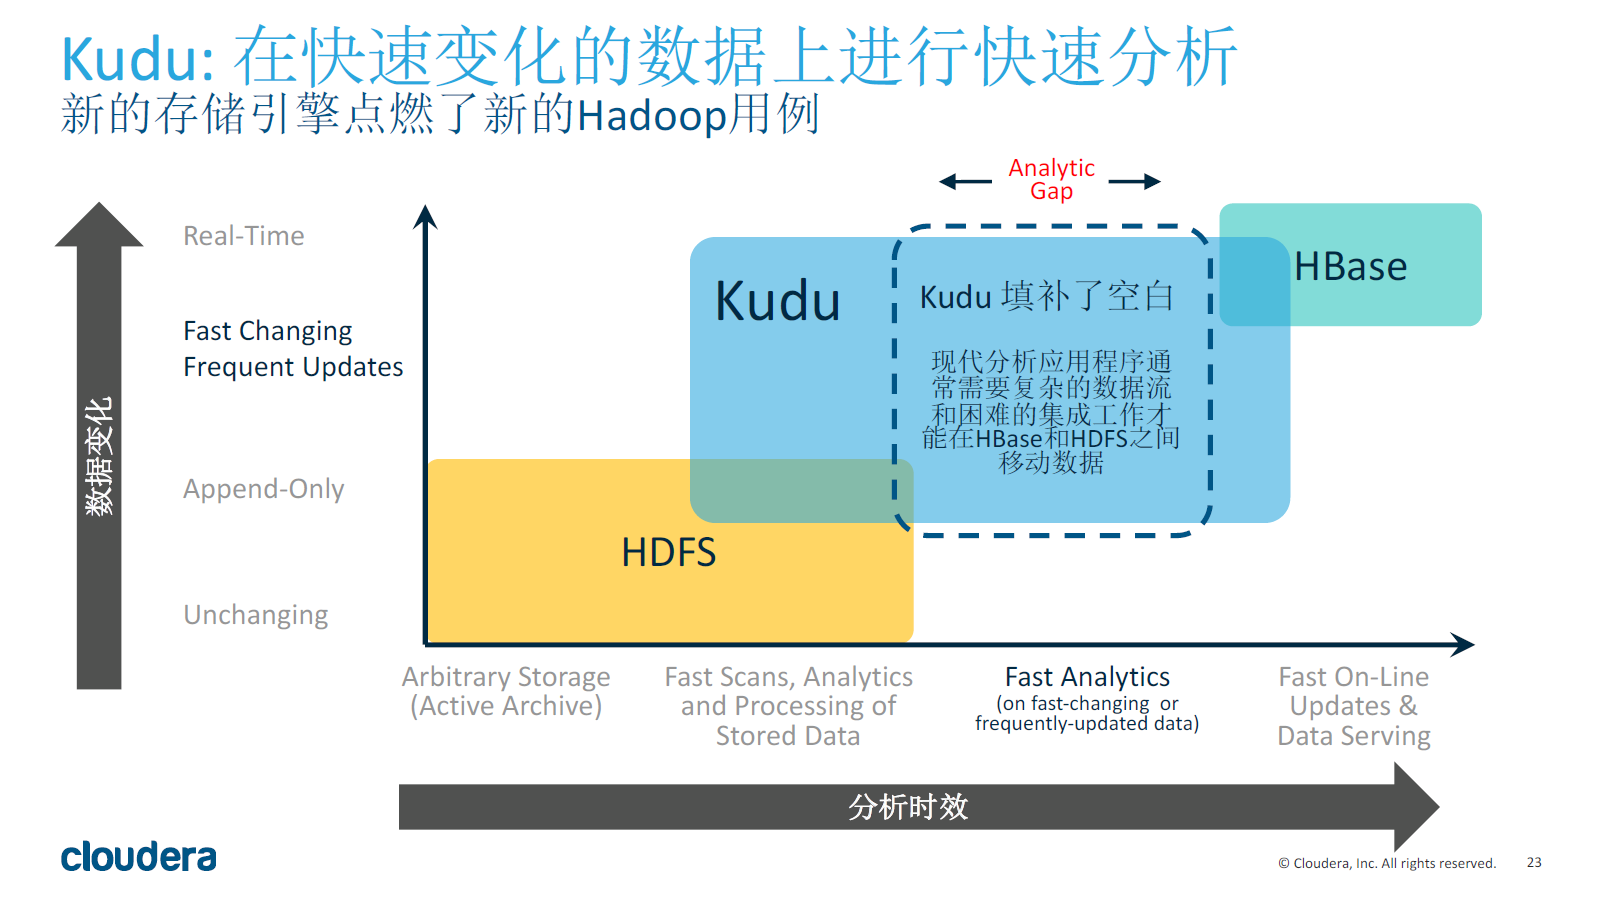 Kudu: 在快速变化的数据上进行快速分析
新的存储引擎点燃了新的Hadoop用例
Analytic
Gap
数据变化
Real-Time
Fast Changing
Frequent Updates
Append-Only
Unchanging
Kudu
Kudu 填补了空白
现代分析应用程序通
常需要复杂的数据流
和困难的集成工作才
能在HBase和HDFS之间
移动数据
HBase
HDFS
Arbitrary Storage
(Active Archive)
Fast Scans, Analytics
and Processing of
Stored Data
Fast Analytics
(on fast-changing or
frequently-updated data)
Fast On-Line
Updates &
Data Serving
分析时效
cloudera
© Cloudera, Inc. All rights reserved.
23